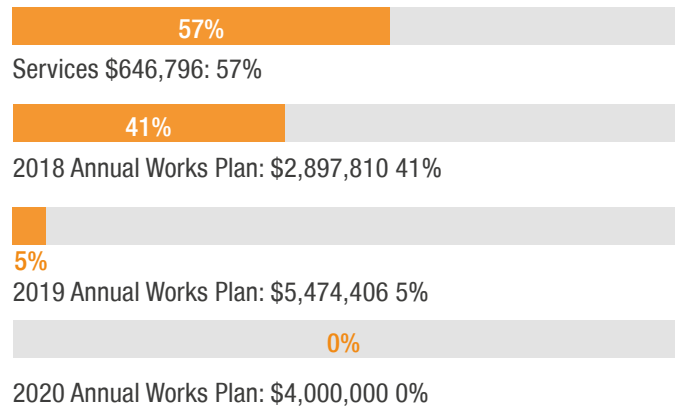 57%
Services $646,796: 57%
41%
2018 Annual Works Plan: $2,897,810 41%
5%
2019 Annual Works Plan: $5,474,406 5%
0%
2020 Annual Works Plan: $4,000,000 0%